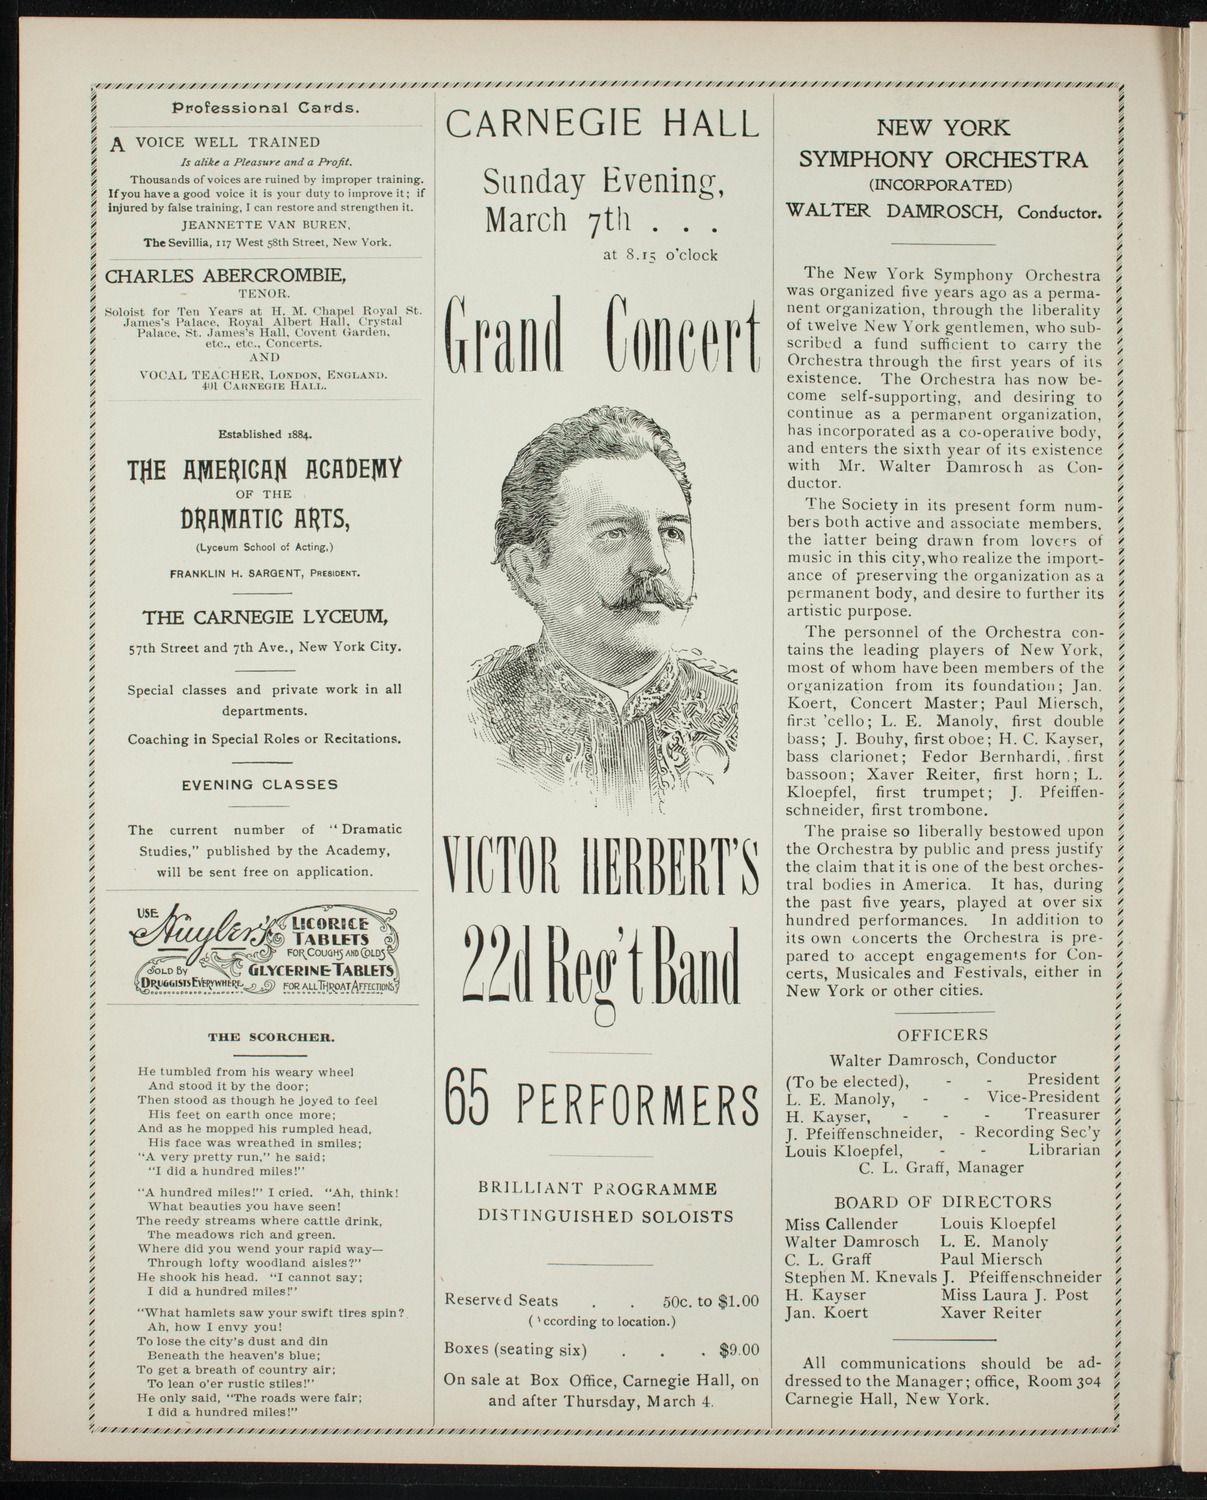 Professional Cards.
A VOICE WELL TRAINED
Is alike a Pleasure and a Profit.
Thousands of voices are ruined by improper training.
If you have a good voice it is your duty to improve it; if
injured by false training, I can restore and strengthen it.
JEANNETTE VAN BUREN,
The Sevillia, 117 West 58th Street, New York.
CHARLES ABERCROMBIE,
TENOR.
Soloist for Ten Years at H. M. Chapel Royal St.
James's Palace, Royal Albert Hall, Crystal
Palace, St. James's Hall, Covent Garden,
etc., etc., Concerts.
AND
VOCAL TEACHER, LONDON, ENGLAND.
401 CARNEGIE HALL.
Established 1884.
THE AMERICAN ACADEMY
OF THE
DRAMATIC ARTS,
(Lyceum School of Acting,)
FRANKLIN H. SARGENT, PRESIDENT.
THE CARNEGIE LYCEUM,
57th Street and 7th Ave., New York City.
Special classes and private work in all
departments.
Coaching in Special Roles or Recitations.
EVENING CLASSES
The current number of "Dramatic
Studies," published by the Academy,
will be sent free on application.
USE Huyler's LICORICE
TABLETS
FOR COUGHS AND COLDS
SOLD BY
DRUGGISTS EVERYWHERE
GLYCERINE TABLETS
FOR ALL THROAT AFFECTIONS
THE SCORCHER.
He tumbled from his weary wheel
And stood it by the door;
Then stood as though he joyed to feel
His feet on earth once more;
And as he mopped his rumpled head,
His face was wreathed in smiles;
"A very pretty run," he said;
"I did a hundred miles!"
"A hundred miles!" I cried. "Ah, think!
What beauties you have seen!
The reedy streams where cattle drink,
The meadows rich and green.
Where did you wend your rapid way—
Through lofty woodland aisles?"
He shook his head. "I cannot say;
I did a hundred miles!"
"What hamlets saw your swift tires spin?
Ah, how I envy you!
To lose the city's dust and din
Beneath the heaven's blue;
To get a breath of country air;
To lean o'er rustic stiles!"
He only said, "The roads were fair;
I did a hundred miles!"
CARNEGIE HALL
Sunday Evening,
March 7th . . .
at 8.15 o'clock
Grand Concert
VICTOR HERBERT'S
22d Reg't Band
65 PERFORMERS
BRILLIANT PROGRAMME
DISTINGUISHED SOLOISTS
Reserved Seats . . 50c. to $1.00
(ccording to location.)
Boxes (seating six) . . . $9.00
On sale at Box Office, Carnegie Hall, on
and after Thursday, March 4.
NEW YORK
SYMPHONY ORCHESTRA
(INCORPORATED)
WALTER DAMROSCH, Conductor.
The New York Symphony Orchestra
was organized five years ago as a perma-
nent organization, through the liberality
of twelve New York gentlemen, who sub-
scribed a fund sufficient to carry the
Orchestra through the first years of its
existence. The Orchestra has now be-
come self-supporting, and desiring to
continue as a permanent organization,
has incorporated as a co-operative body,
and enters the sixth year of its existence
with Mr. Walter Damrosch as Con-
ductor.
The Society in its present form num-
bers both active and associate members,
the latter being drawn from lovers of
music in this city, who realize the import-
ance of preserving the organization as a
permanent body, and desire to further its
artistic purpose.
The personnel of the Orchestra con-
tains the leading players of New York,
most of whom have been members of the
organization from its foundation; Jan.
Koert, Concert Master; Paul Miersch,
first 'cello; L. E. Manoly, first double
bass; J. Bouhy, first oboe; H. C. Kayser,
bass clarionet; Fedor Bernhardi, first
bassoon; Xaver Reiter, first horn; L.
Kloepfel, first trumpet; J. Pfeiffen-
schneider, first trombone.
The praise so liberally bestowed upon
the Orchestra by public and press justify
the claim that it is one of the best orches-
tral bodies in America. It has, during
the past five years, played at over six
hundred performances. In addition to
its own concerts the Orchestra is pre-
pared to accept engagements for Con-
certs, Musicales and Festivals, either in
New York or other cities.
OFFICERS
Walter Damrosch, Conductor
(To be elected), - - President
L. E. Manoly, - - Vice-President
H. Kayser, - - - Treasurer
J. Pfeiffenschneider, - Recording Sec'y
Louis Kloepfel, - - Librarian
C. L. Graff, Manager
BOARD OF DIRECTORS
Miss Callender Louis Kloepfel
Walter Damrosch L. E. Manoly
C. L. Graff Paul Miersch
Stephen M. Knevals J. Pfeiffenschneider
H. Kayser Miss Laura J. Post
Jan. Koert Xaver Reiter
All communications should be ad-
dressed to the Manager; office, Room 304
Carnegie Hall, New York.